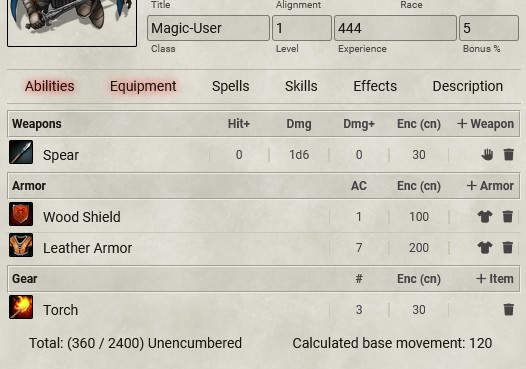 Title Alignment Race
Magic-User 1 444 5
Class Level Experience Bonus %
Abilities Equipment Spells Skills Effects Description
Weapons Hit+ Dmg Dmg+ Enc (cn) + Weapon
Spear 0 1d6 0 30
Armor AC Enc (cn) + Armor
Wood Shield 1 100
Leather Armor 7 200
Gear # Enc (cn) + Item
Torch 3 30
Total: (360 / 2400) Unencumbered Calculated base movement: 120